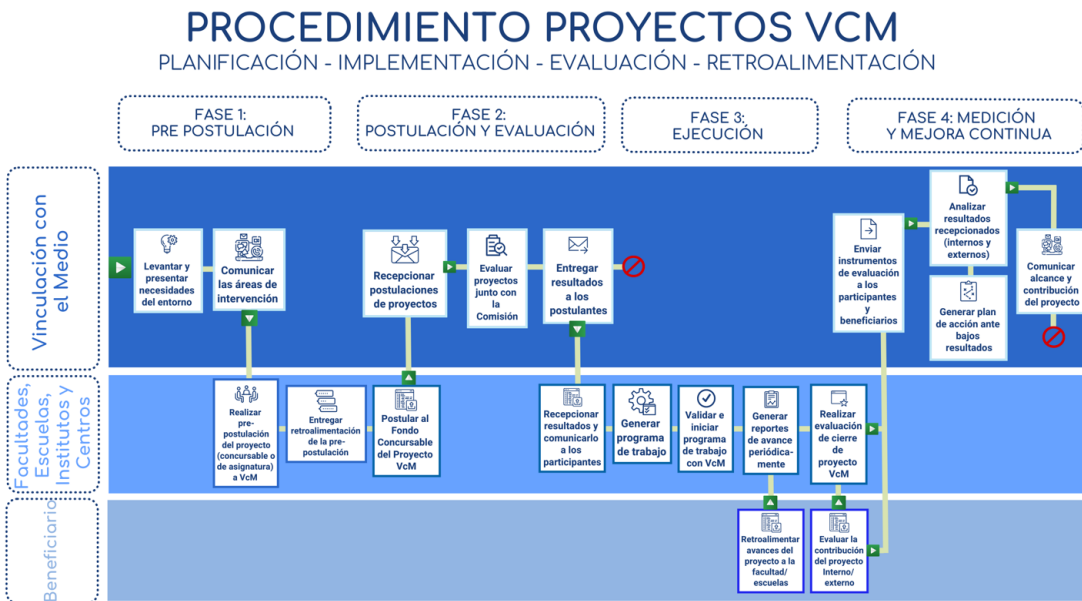 PROCEDIMIENTO PROYECTOS VCM
PLANIFICACIÓN - IMPLEMENTACIÓN - EVALUACIÓN - RETROALIMENTACIÓN
FASE 1:
PRE POSTULACIÓN
FASE 2:
POSTULACIÓN Y EVALUACIÓN
FASE 3:
EJECUCIÓN
FASE 4: MEDICIÓN
Y MEJORA CONTINUA
Vinculación con
el Medio
Levantar y
presentar
necesidades
del entorno
Comunicar
las áreas de
intervención
Recepcionar
postulaciones
de proyectos
Evaluar
proyectos
junto con
la
Comisión
Entregar
resultados
a los
postulantes
Enviar
instrumentos
de evaluación
a los
participantes
y
beneficiarios
Analizar
resultados
recepcionados
(internos y
externos)
Generar plan
de acción ante
bajos
resultados
Comunicar
alcance y
contribución
del proyecto
Facultades,
Escuelas,
Institutos y
Centros
Realizar
pre-
postulación
del proyecto
(concursable o
de asignatura)
a VcM
Entregar
retroalimentación
de la pre-
postulación
Postular al
Fondo
Concursable
del Proyecto
VcM
Recepcionar
resultados y
comunicarlo
a los
participantes
Generar
programa
de trabajo
Validar e
iniciar
programa
de trabajo
con VcM
Generar
reportes
de avance
periódica-
mente
Realizar
evaluación
de cierre
de
proyecto
VcM
Beneficiario
Retroalimentar
avances del
proyecto a la
facultad/
escuelas
Evaluar la
contribución
del proyecto
Interno/
externo